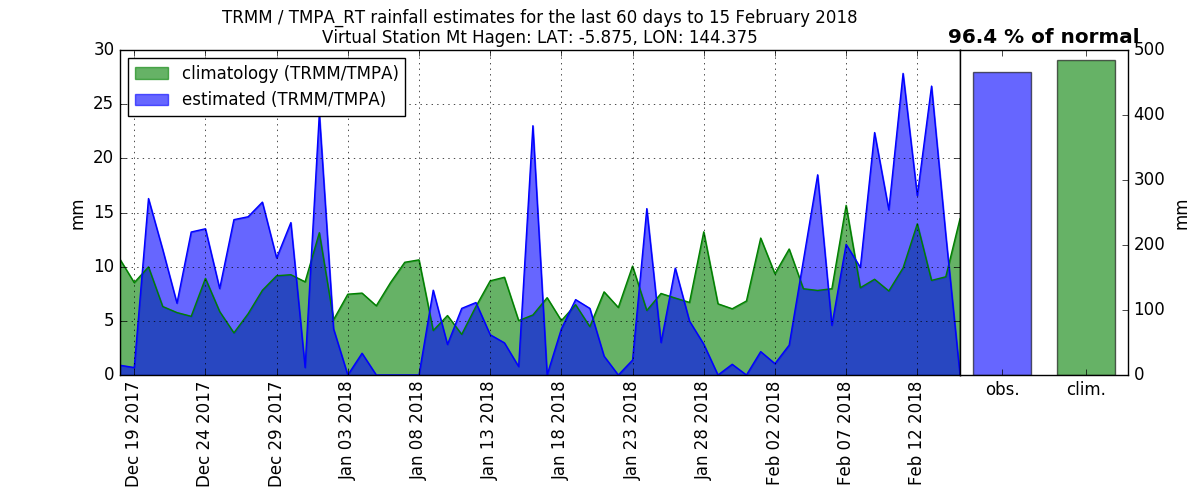 TRMM / TMPA_RT rainfall estimates for the last 60 days to 15 February 2018
Virtual Station Mt Hagen: LAT: -5.875, LON: 144.375
96.4 % of normal
climatology (TRMM/TMPA)
estimated (TRMM/TMPA)
30
25
20
15
10
5
0
mm
500
400
300
200
100
0
mm
Dec 19 2017
Dec 24 2017
Dec 29 2017
Jan 03 2018
Jan 08 2018
Jan 13 2018
Jan 18 2018
Jan 23 2018
Jan 28 2018
Feb 02 2018
Feb 07 2018
Feb 12 2018
obs.
clim.